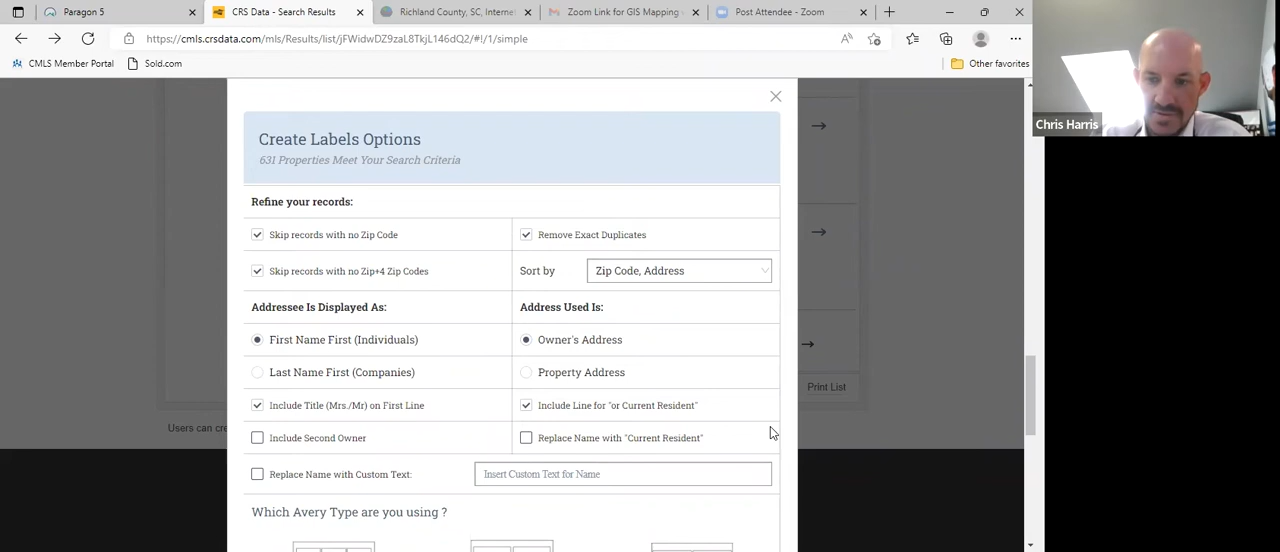 Paragon 5
CRS Data - Search Results
Richland County, SC, Interne
Zoom Link for GIS Mapping
Post Attendee - Zoom
https://cmls.crsdata.com/mls/Results/list/jFWidwDZ9zaL8TkjL146dQ2/#!/1/simple
CMLS Member Portal
Sold.com
Other favorites
Chris Harris
Create Labels Options
631 Properties Meet Your Search Criteria
Refine your records:
Skip records with no Zip Code
Remove Exact Duplicates
Skip records with no Zip+4 Zip Codes
Sort by
Zip Code, Address
Addressee Is Displayed As:
Address Used Is:
First Name First (Individuals)
Owner's Address
Last Name First (Companies)
Property Address
Print List
Include Title (Mrs./Mr) on First Line
Include Line for "or Current Resident"
Users can cre
Include Second Owner
Replace Name with "Current Resident"
Replace Name with Custom Text:
Insert Custom Text for Name
Which Avery Type are you using ?